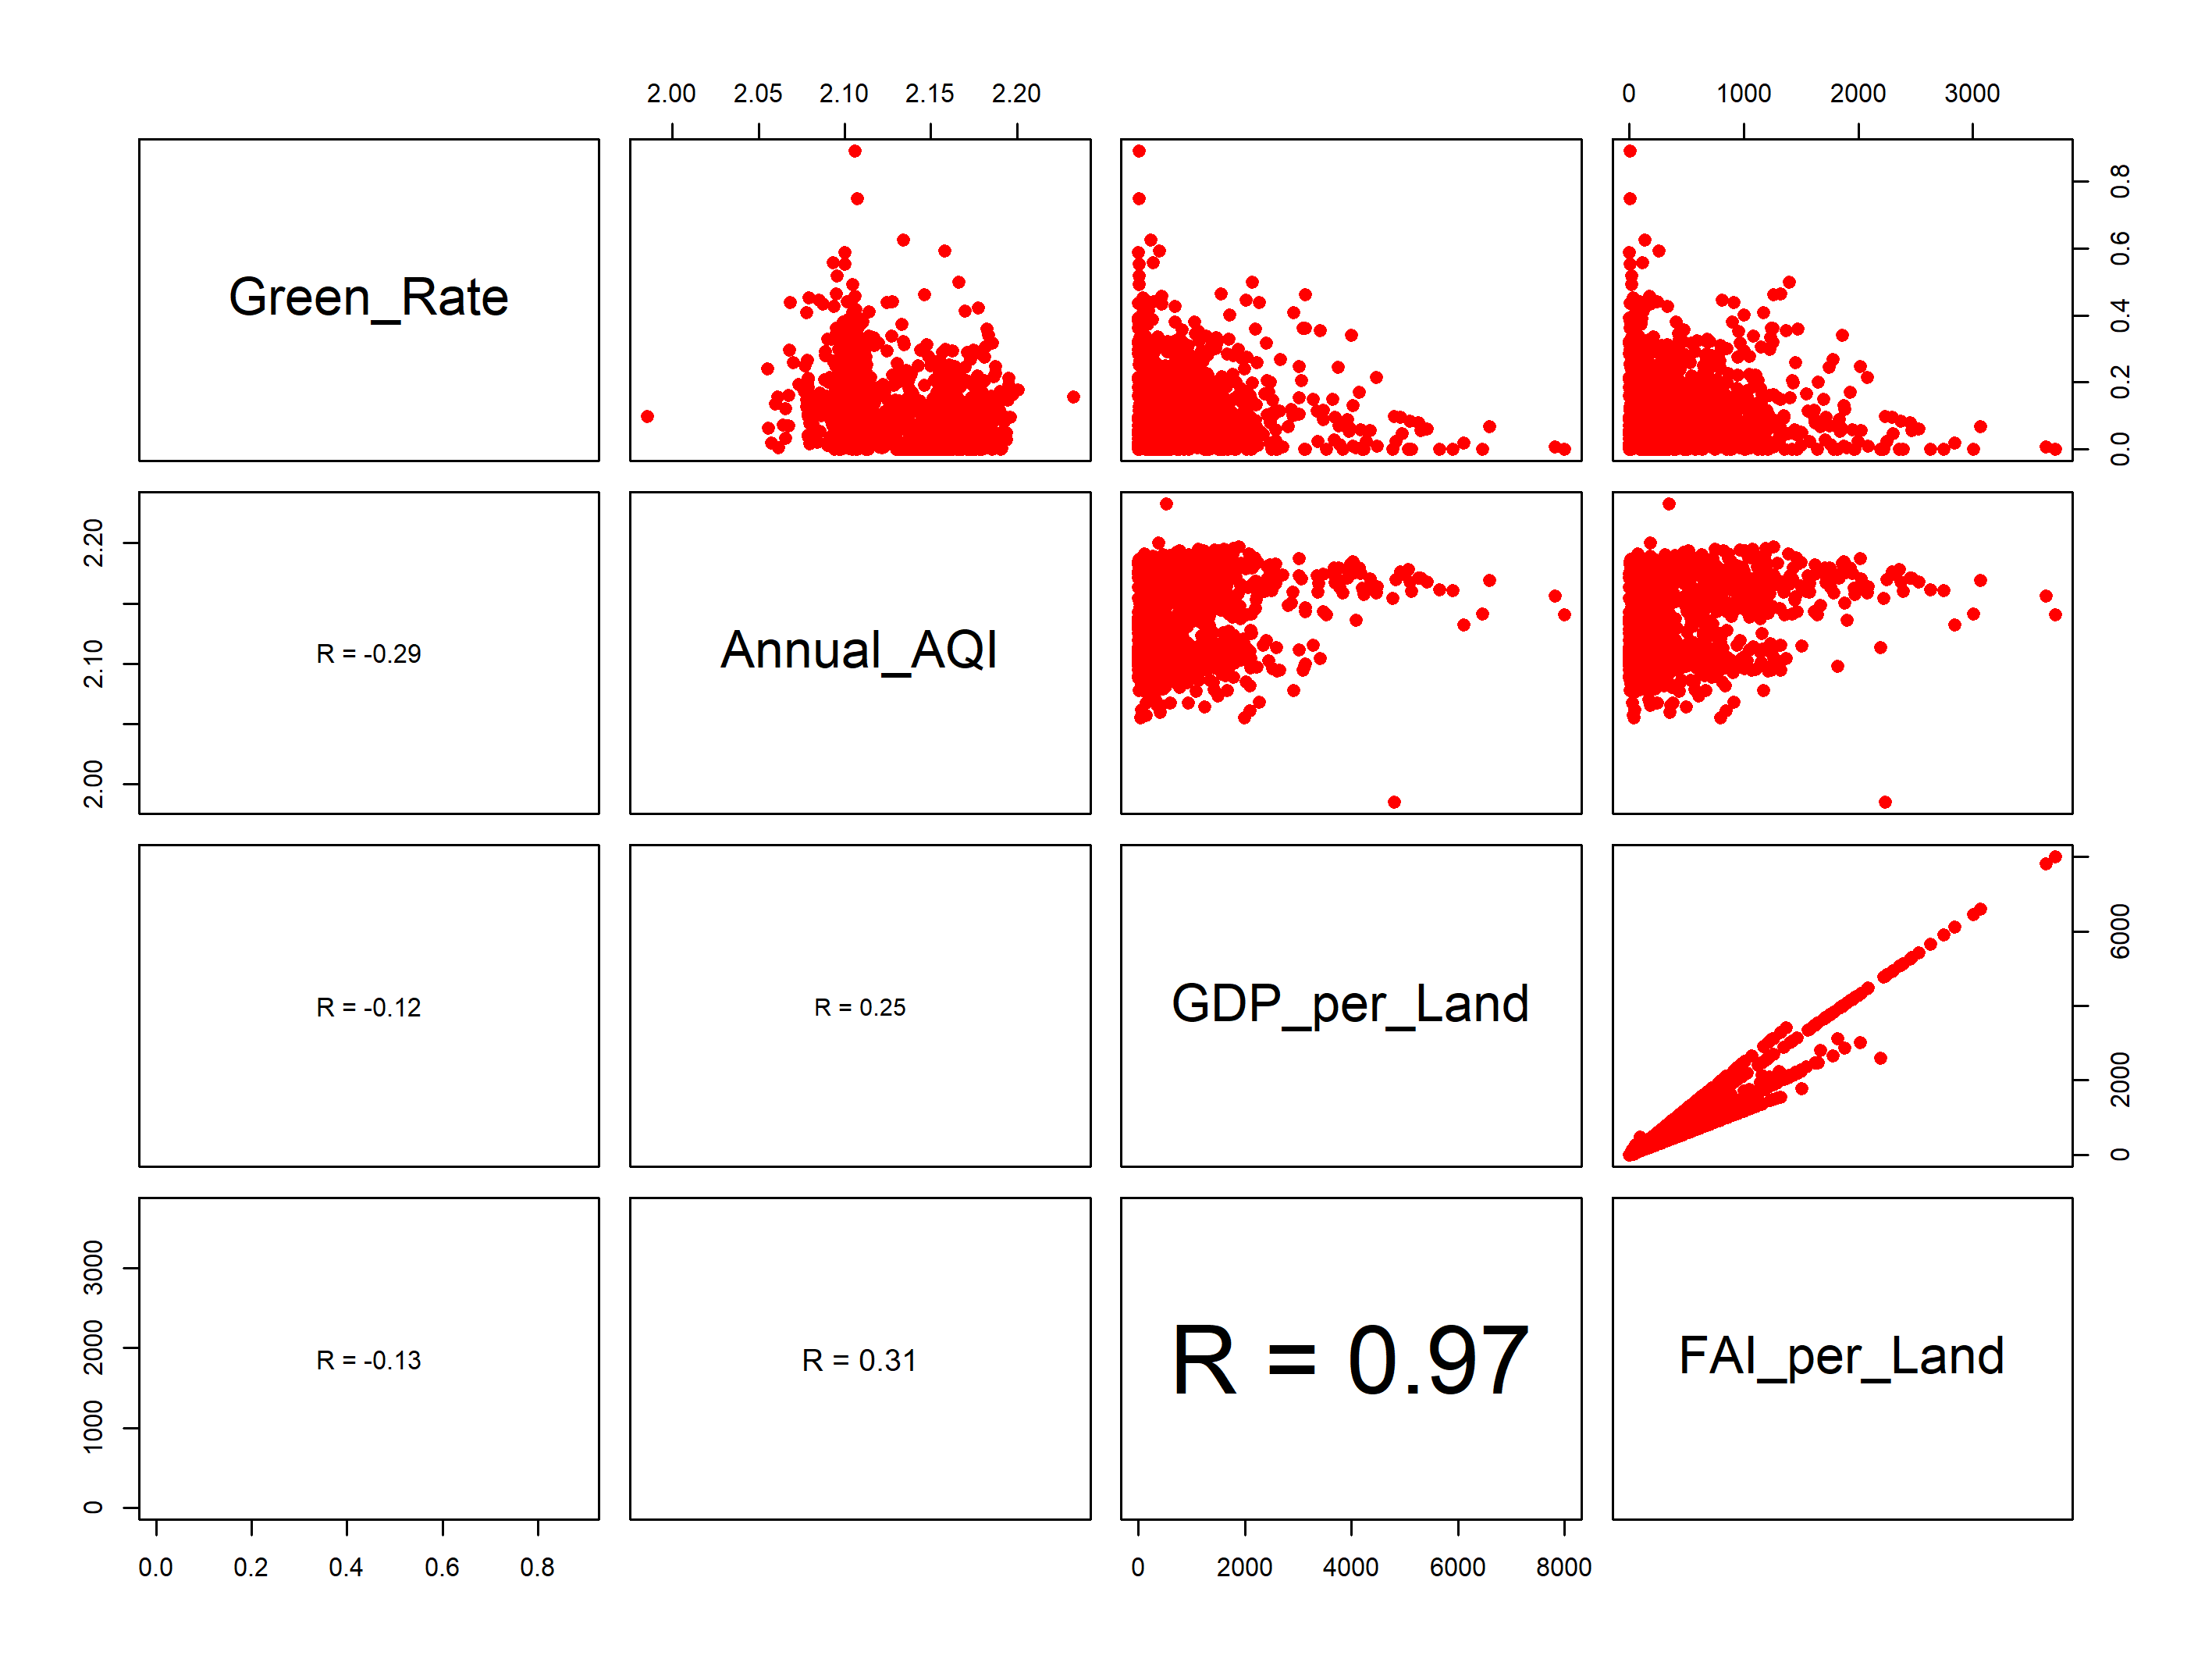 2.00 2.05 2.10 2.15 2.20 0 1000 2000 3000
Green_Rate
0.0 0.2 0.4 0.6 0.8
2.00 2.10 2.20
R = -0.29
Annual_AQI
R = -0.12
R = 0.25
GDP_per_Land
0 2000 6000
0 1000 2000 3000
R = -0.13
R = 0.31
R = 0.97
FAI_per_Land
0.0 0.2 0.4 0.6 0.8 0 2000 4000 6000 8000